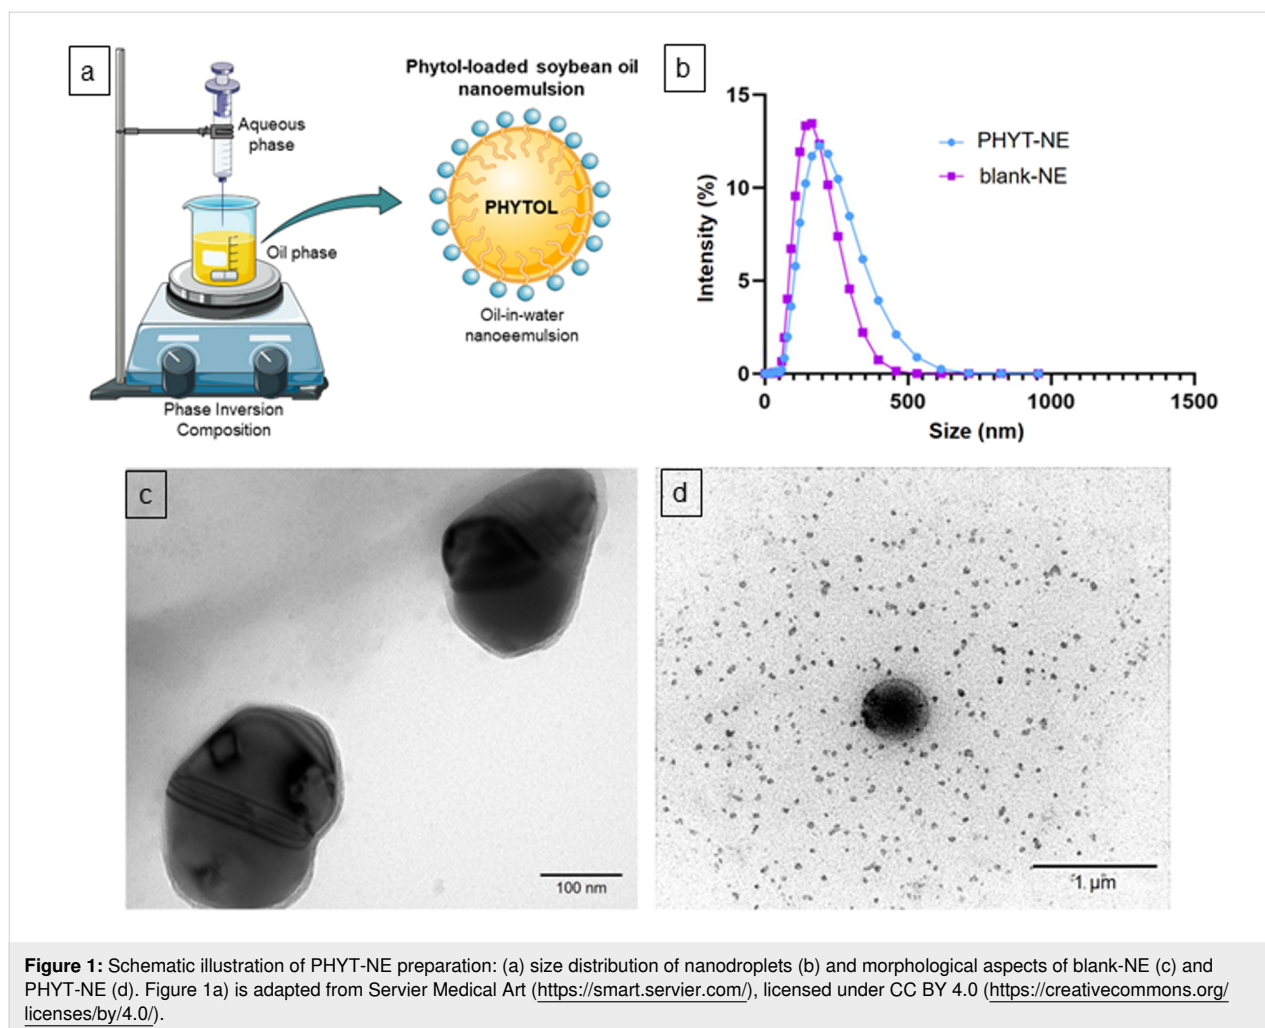 a
Aqueous
phase
Oil phase
Phase Inversion
Composition
Phytol-loaded soybean oil
nanoemulsion
PHYTOL
Oil-in-water
nanoeemulsion
b
15
10
5
0
Intensity (%)
PHYT-NE
blank-NE
0 500 1000 1500
Size (nm)
c
100 nm
d
1 µm
Figure 1: Schematic illustration of PHYT-NE preparation: (a) size distribution of nanodroplets (b) and morphological aspects of blank-NE (c) and
PHYT-NE (d). Figure 1a) is adapted from Servier Medical Art (https://smart.servier.com/), licensed under CC BY 4.0 (https://creativecommons.org/
licenses/by/4.0/).